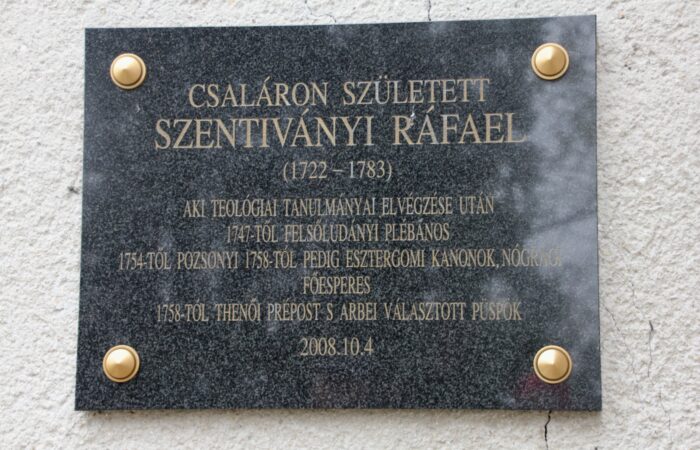 CSALÁRON SZÜLETETT
SZENTIVÁNYI RÁFAEL
(1722 – 1783)
AKI TEOLÓGIAI TANULMÁNYAI ELVÉGZESE UTÁN
1747-TŐL FELSŐLUDÁNYI PLÉBÁNOS
1754-TŐL POZSONYI 1758-TÓL PEDIG ESZTERGOMI KANONOK, NÓGRÁDI
FŐESPERES
1758-TÓL THENŐI PRÉPOST S ARBEI VÁLASZTOTT PÜSPÖK
2008.10.4